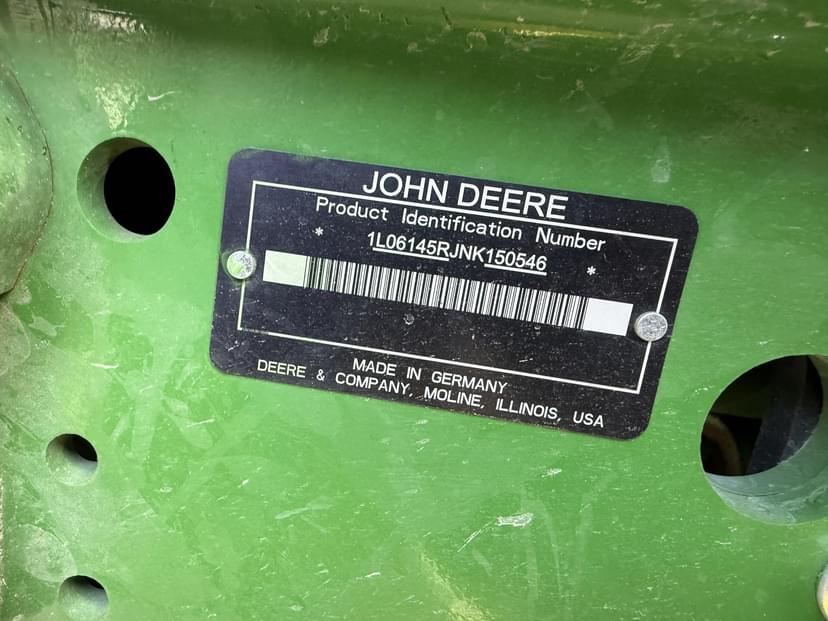 JOHN DEERE
Product Identification Number
* 1L06145RJNK150546 *
MADE IN GERMANY
DEERE & COMPANY, MOLINE, ILLINOIS, USA